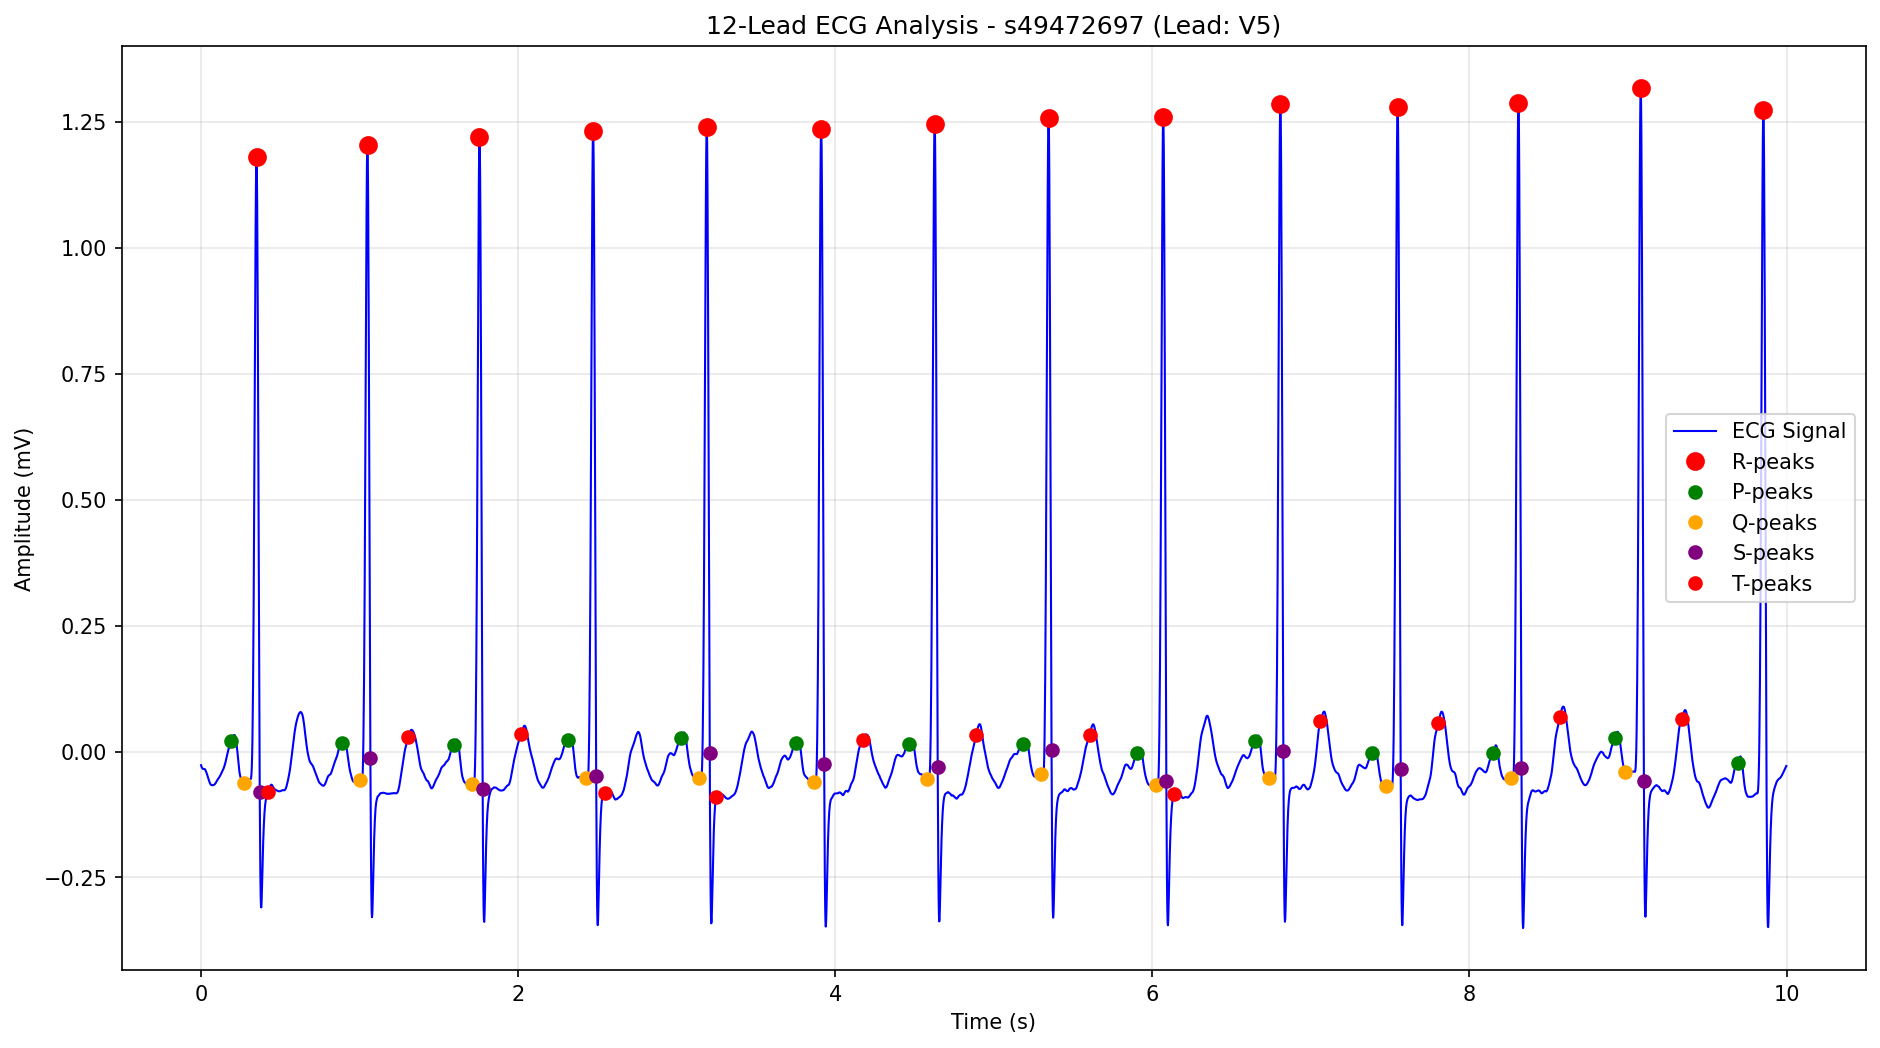 12-Lead ECG Analysis - s49472697 (Lead: V5)
Amplitude (mV)
1.25
1.00
0.75
0.50
0.25
0.00
−0.25
ECG Signal
R-peaks
P-peaks
Q-peaks
S-peaks
T-peaks
0
2
4
6
8
10
Time (s)